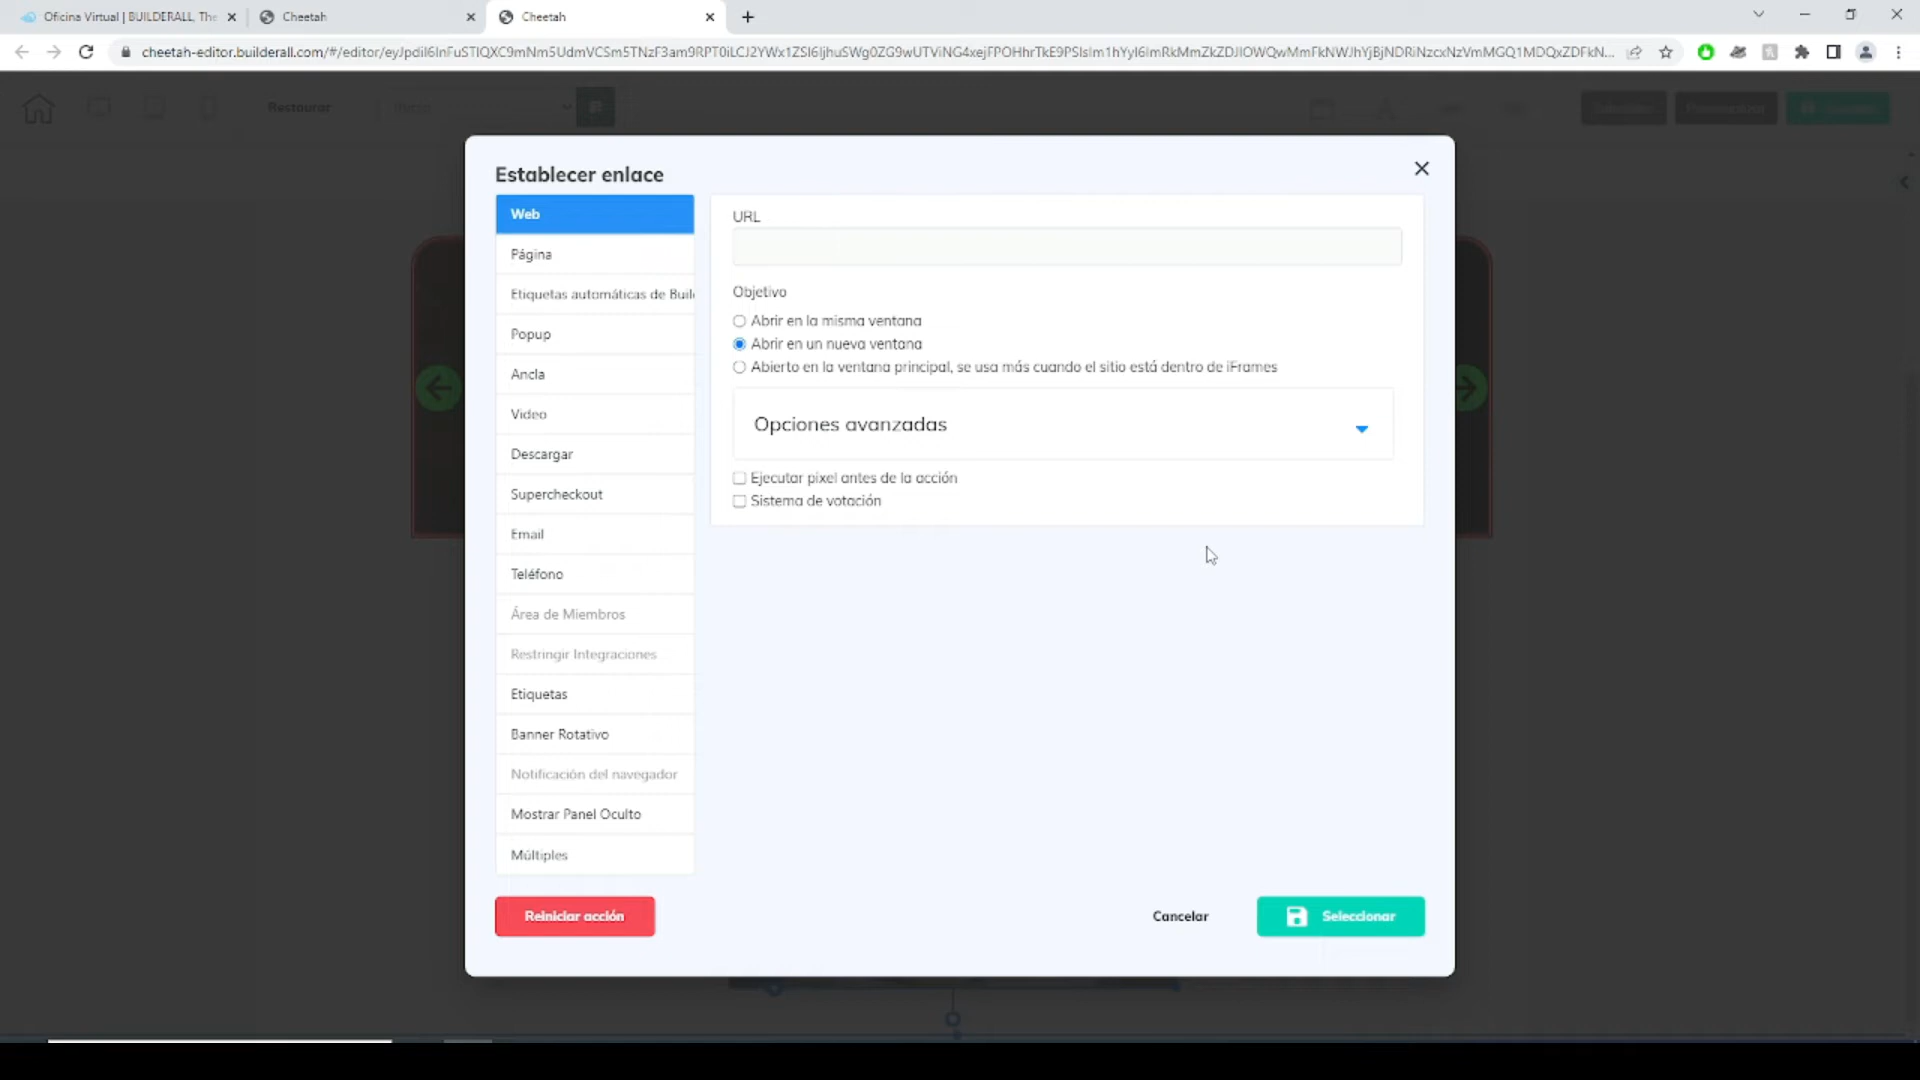 Oficina Virtual | BUILDERALL, The
Cheetah
Cheetah
cheetah-editor.builderall.com/#/editor/
Restaurar
Establecer enlace
Web
Página
Etiquetas automáticas de Buil
Popup
Ancla
Video
Descargar
Supercheckout
Email
Teléfono
Área de Miembros
Restringir Integraciones
Etiquetas
Banner Rotativo
Notificación del navegador
Mostrar Panel Oculto
Múltiples
URL
Objetivo
Abrir en la misma ventana
Abrir en un nueva ventana
Abierto en la ventana principal, se usa más cuando el sitio está dentro de iFrames
Opciones avanzadas
Ejecutar pixel antes de la acción
Sistema de votación
Reiniciar acción
Cancelar
Seleccionar